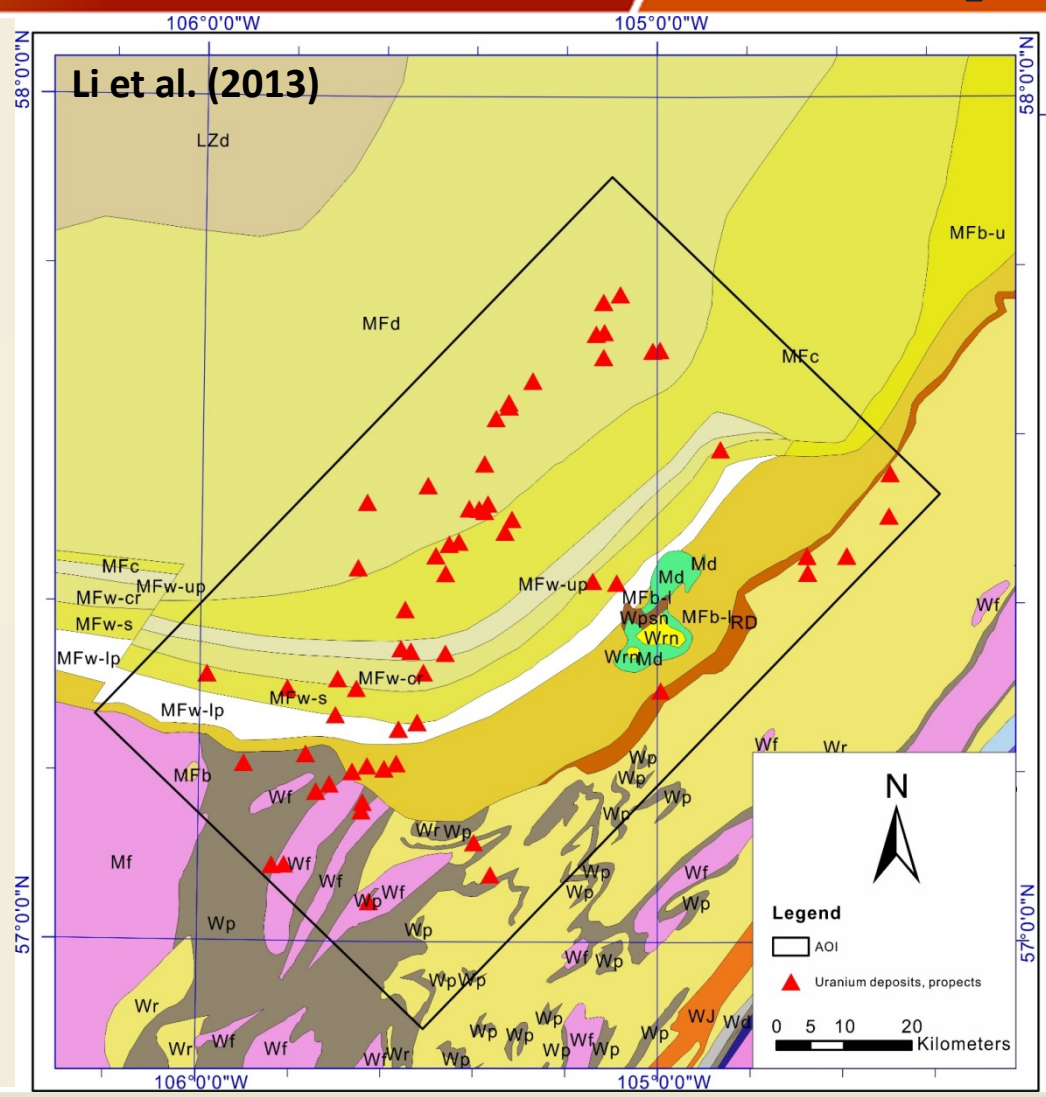 106°0'0"W
105°0'0"W
58°0'0"N
58°0'0"N
Li et al. (2013)
LZd
MFb-u
MFd
MFc
MFc
MFw-up
MFw-cr
MFw-s
MFw-lp
MFw-up
Md
Md
MFb-l
Wpsn
MFb-l
RD
Wrn
Wrn
Md
Wf
MFw-cr
MFw-s
MFw-lp
MFb
Wf
Wf
Wr
Wp
Wp
Wp
Wp
Wr
Wp
Mf
Wf
Wf
Wp
Wf
Wp
Wp
Wf
Wp
Wp
Wp
57°0'0"N
57°0'0"N
Wf
Wp
Wp
Wp
Wr
Wr
Wf
Wf
Wf
Wr
Wp
Wp
Wp
Wp
Wp
Wf
Wp
Wp
WJ
Wd
N
Legend
AOI
Uranium deposits, propects
0 5 10 20
Kilometers
106°0'0"W
105°0'0"W